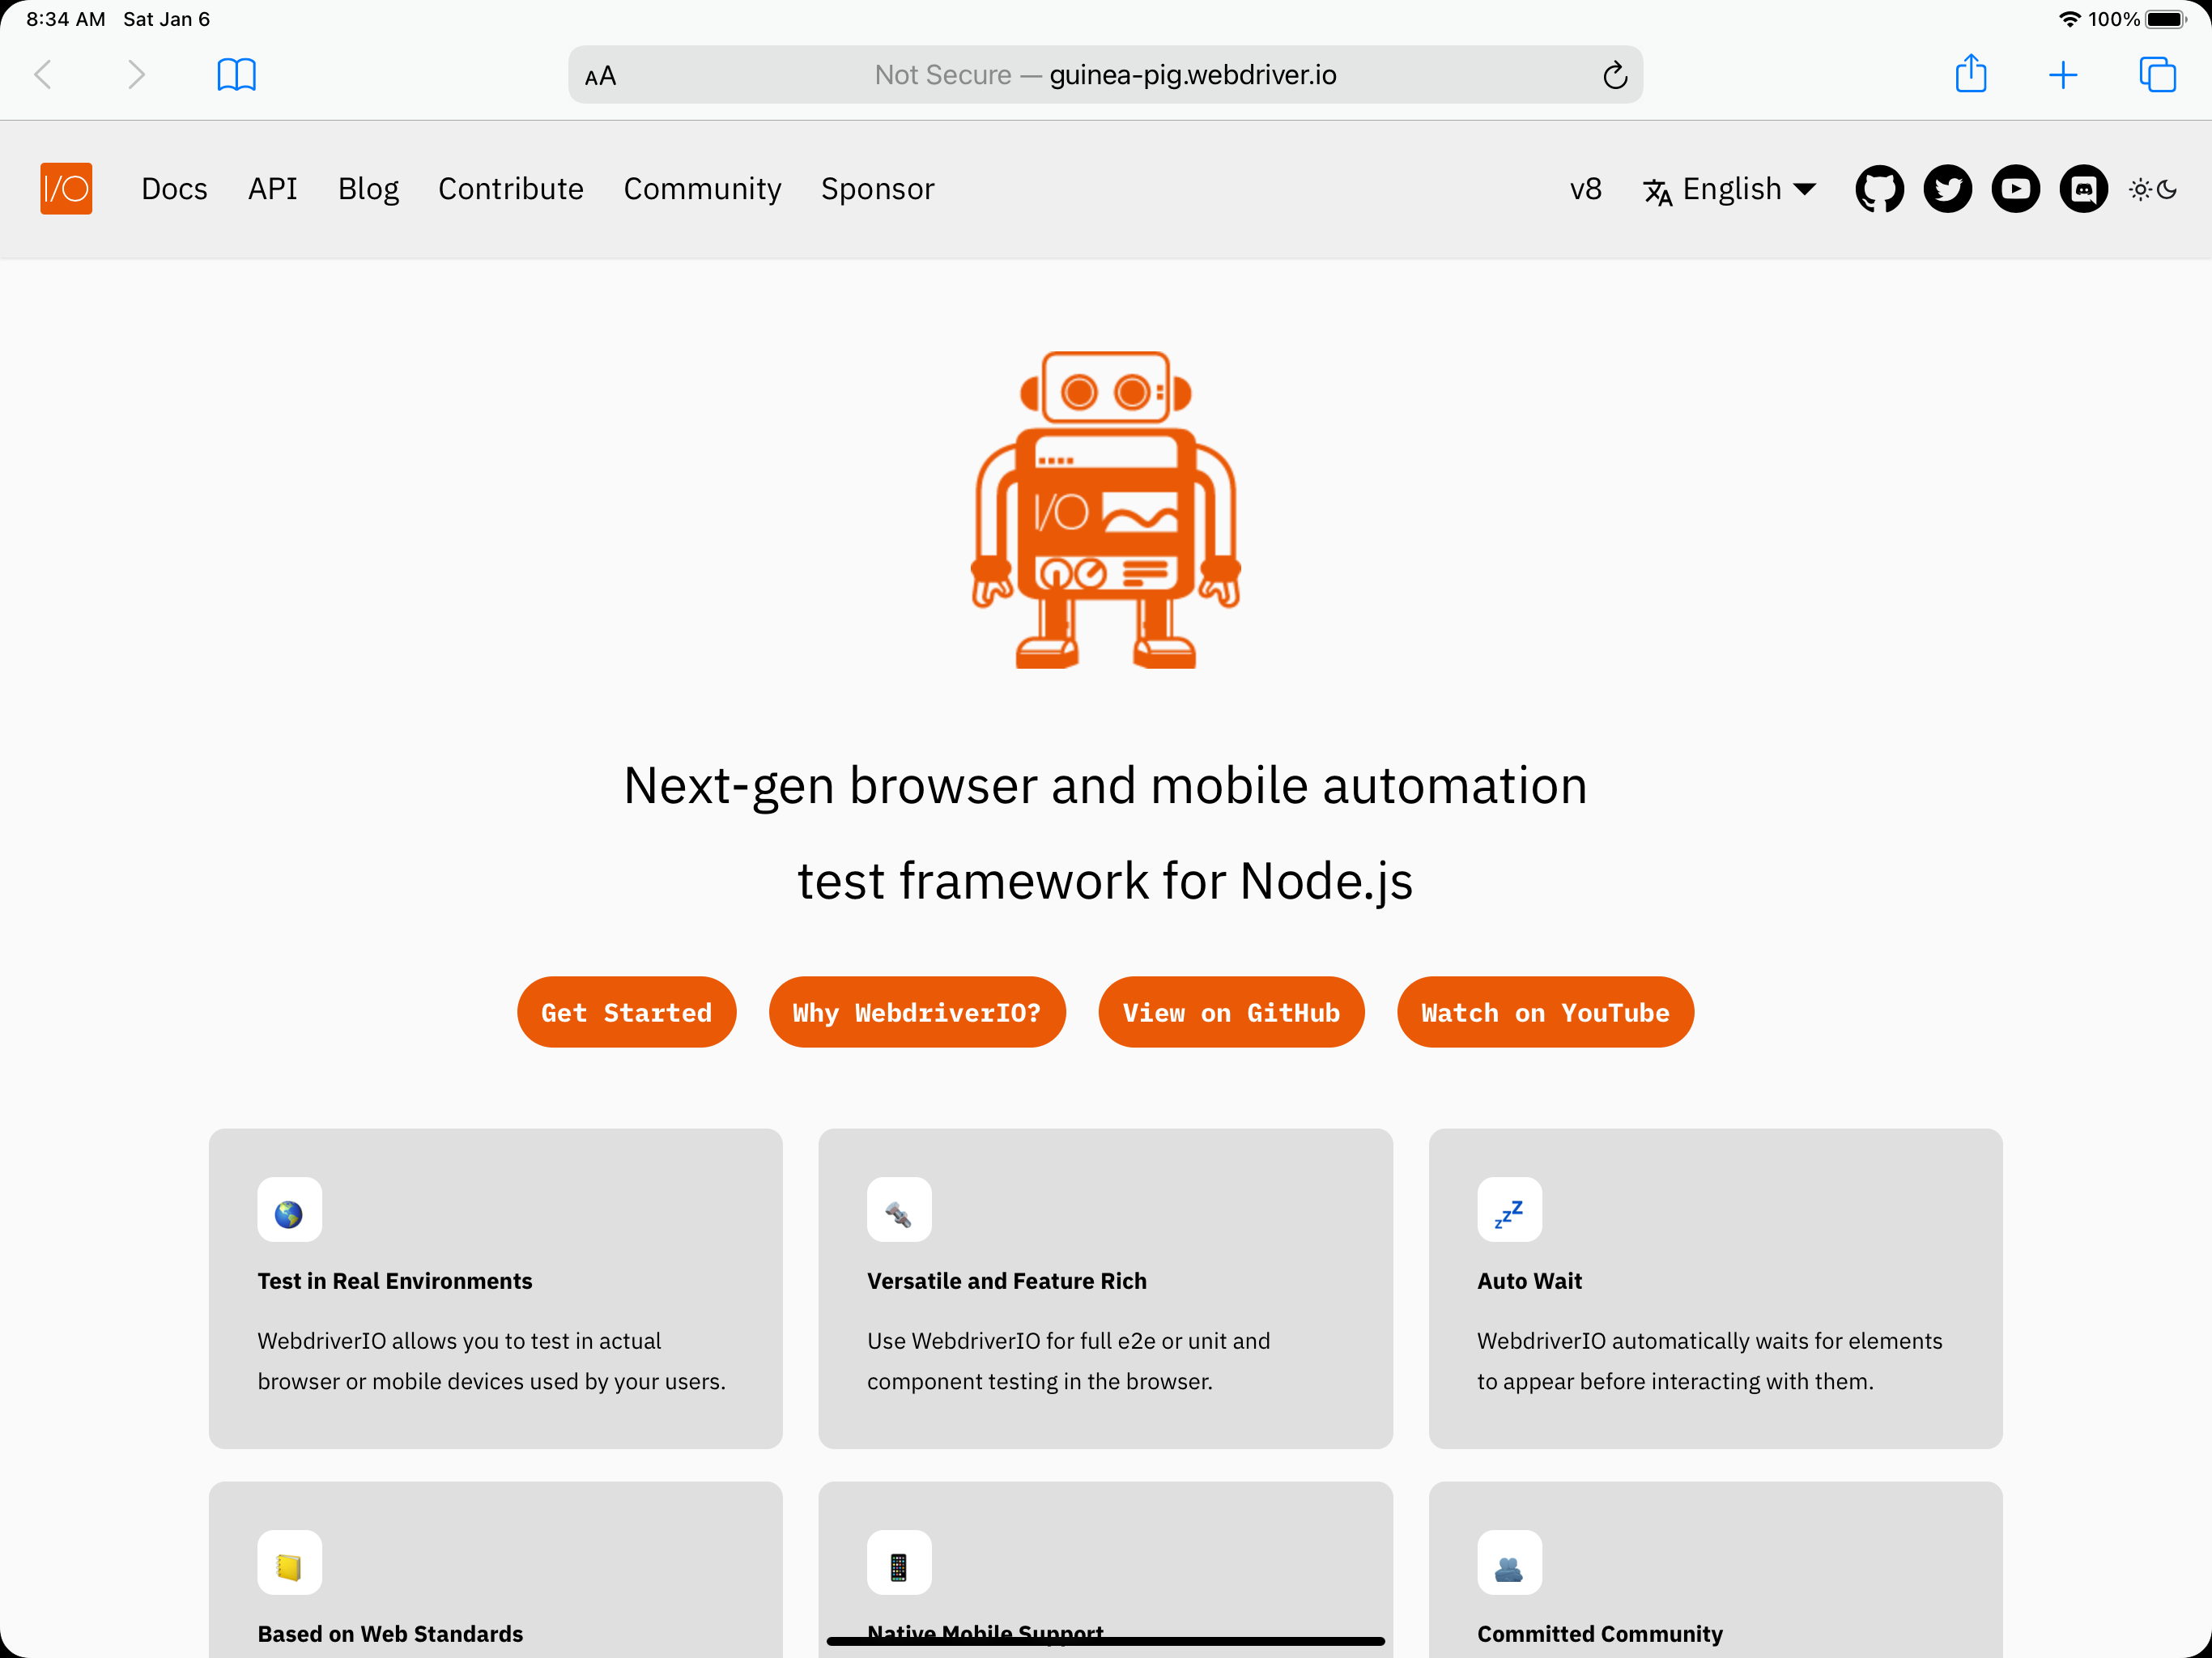 8:34 AM Sat Jan 6
100%
AA
Not Secure — guinea-pig.webdriver.io
I/O
Docs API Blog Contribute Community Sponsor
v8 文A English
I/O
Next-gen browser and mobile automation
test framework for Node.js
Get Started Why WebdriverIO? View on GitHub Watch on YouTube
zzZ
Test in Real Environments
WebdriverIO allows you to test in actual
browser or mobile devices used by your users.
Versatile and Feature Rich
Use WebdriverIO for full e2e or unit and
component testing in the browser.
Auto Wait
WebdriverIO automatically waits for elements
to appear before interacting with them.
Based on Web Standards
Native Mobile Support
Committed Community